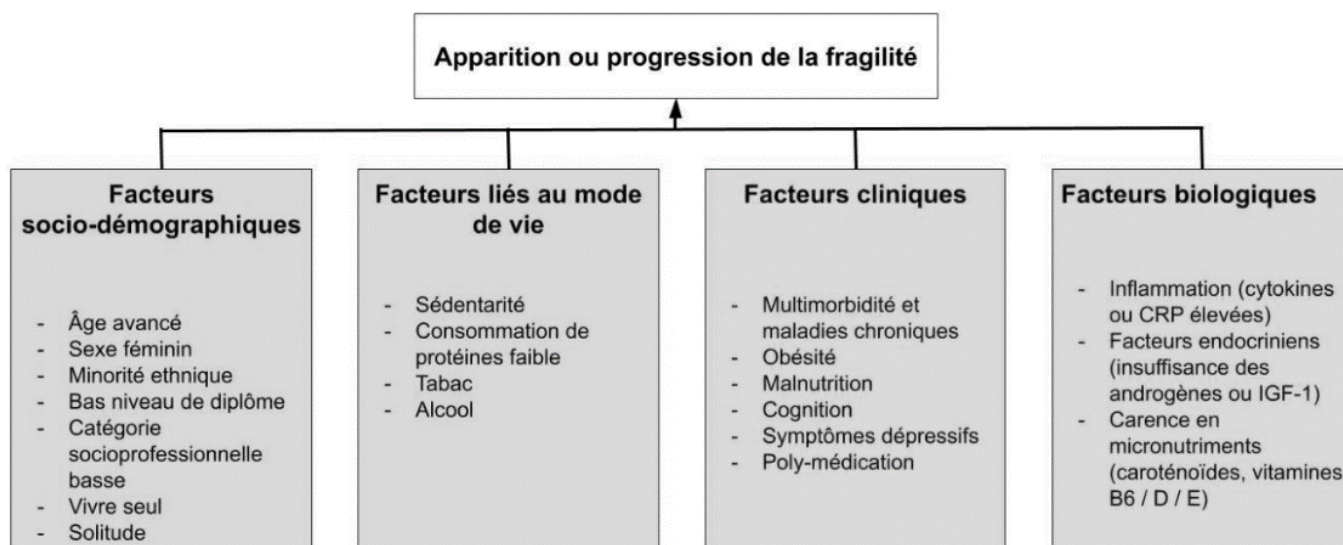 Apparition ou progression de la fragilité
Facteurs
socio-démographiques
- Âge avancé
- Sexe féminin
- Minorité ethnique
- Bas niveau de diplôme
- Catégorie
socioprofessionnelle
basse
- Vivre seul
- Solitude
Facteurs liés au mode
de vie
- Sédentarité
- Consommation de
protéines faible
- Tabac
- Alcool
Facteurs cliniques
- Multimorbidité et
maladies chroniques
- Obésité
- Malnutrition
- Cognition
- Symptômes dépressifs
- Poly-médication
Facteurs biologiques
- Inflammation (cytokines
ou CRP élevées)
- Facteurs endocriniens
(insuffisance des
androgènes ou IGF-1)
- Carence en
micronutriments
(caroténoïdes, vitamines
B6 / D / E)